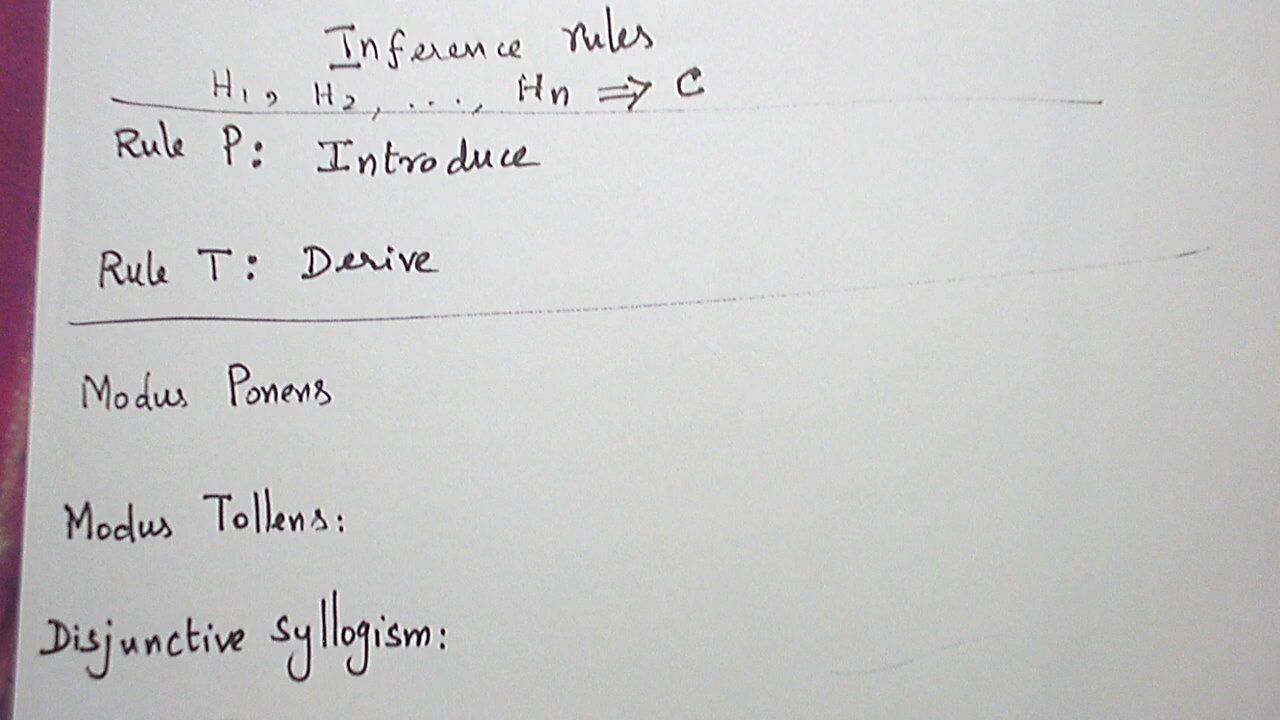 Inference rules
H₁, H₂, ..., Hn ⇒ C
Rule P: Introduce
Rule T: Derive
Modus Ponens
Modus Tollens:
Disjunctive syllogism: